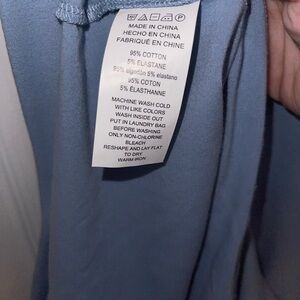 MADE IN CHINA
HECHO EN CHINA
FABRIQUÉ EN CHINE
95% COTTON
5% ELASTANE
95% algodón 5% elastano
95% COTON
5% ÉLASTHANNE
MACHINE WASH COLD
WITH LIKE COLORS
WASH INSIDE OUT
PUT IN LAUNDRY BAG
BEFORE WASHING
ONLY NON-CHLORINE
BLEACH
RESHAPE AND LAY FLAT
TO DRY
WARM IRON